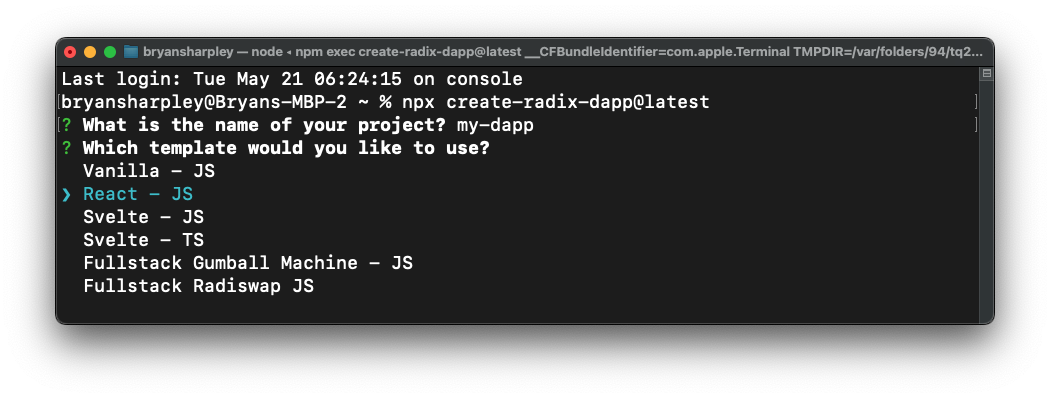 bryansharpley — node ◂ npm exec create-radix-dapp@latest __CFBundleIdentifier=com.apple.Terminal TMPDIR=/var/folders/94/tq2...
Last login: Tue May 21 06:24:15 on console
[bryansharpley@Bryans-MBP-2 ~ % npx create-radix-dapp@latest ]
[? What is the name of your project? my-dapp ]
? Which template would you like to use?
Vanilla - JS
❯ React - JS
Svelte - JS
Svelte - TS
Fullstack Gumball Machine - JS
Fullstack Radiswap JS